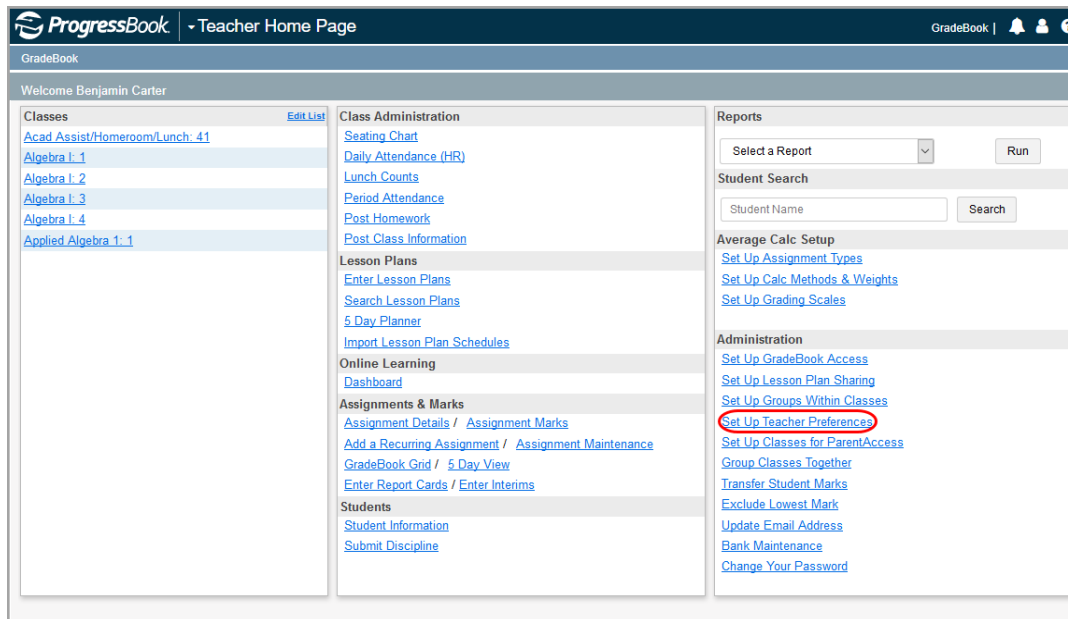 ProgressBook
Teacher Home Page
GradeBook |
GradeBook
Welcome Benjamin Carter
Classes
Edit List
Acad Assist/Homeroom/Lunch: 41
Algebra I: 1
Algebra I: 2
Algebra I: 3
Algebra I: 4
Applied Algebra 1: 1
Class Administration
Seating Chart
Daily Attendance (HR)
Lunch Counts
Period Attendance
Post Homework
Post Class Information
Lesson Plans
Enter Lesson Plans
Search Lesson Plans
5 Day Planner
Import Lesson Plan Schedules
Online Learning
Dashboard
Assignments & Marks
Assignment Details / Assignment Marks
Add a Recurring Assignment / Assignment Maintenance
GradeBook Grid / 5 Day View
Enter Report Cards / Enter Interims
Students
Student Information
Submit Discipline
Reports
Select a Report
Run
Student Search
Student Name
Search
Average Calc Setup
Set Up Assignment Types
Set Up Calc Methods & Weights
Set Up Grading Scales
Administration
Set Up GradeBook Access
Set Up Lesson Plan Sharing
Set Up Groups Within Classes
Set Up Teacher Preferences
Set Up Classes for ParentAccess
Group Classes Together
Transfer Student Marks
Exclude Lowest Mark
Update Email Address
Bank Maintenance
Change Your Password